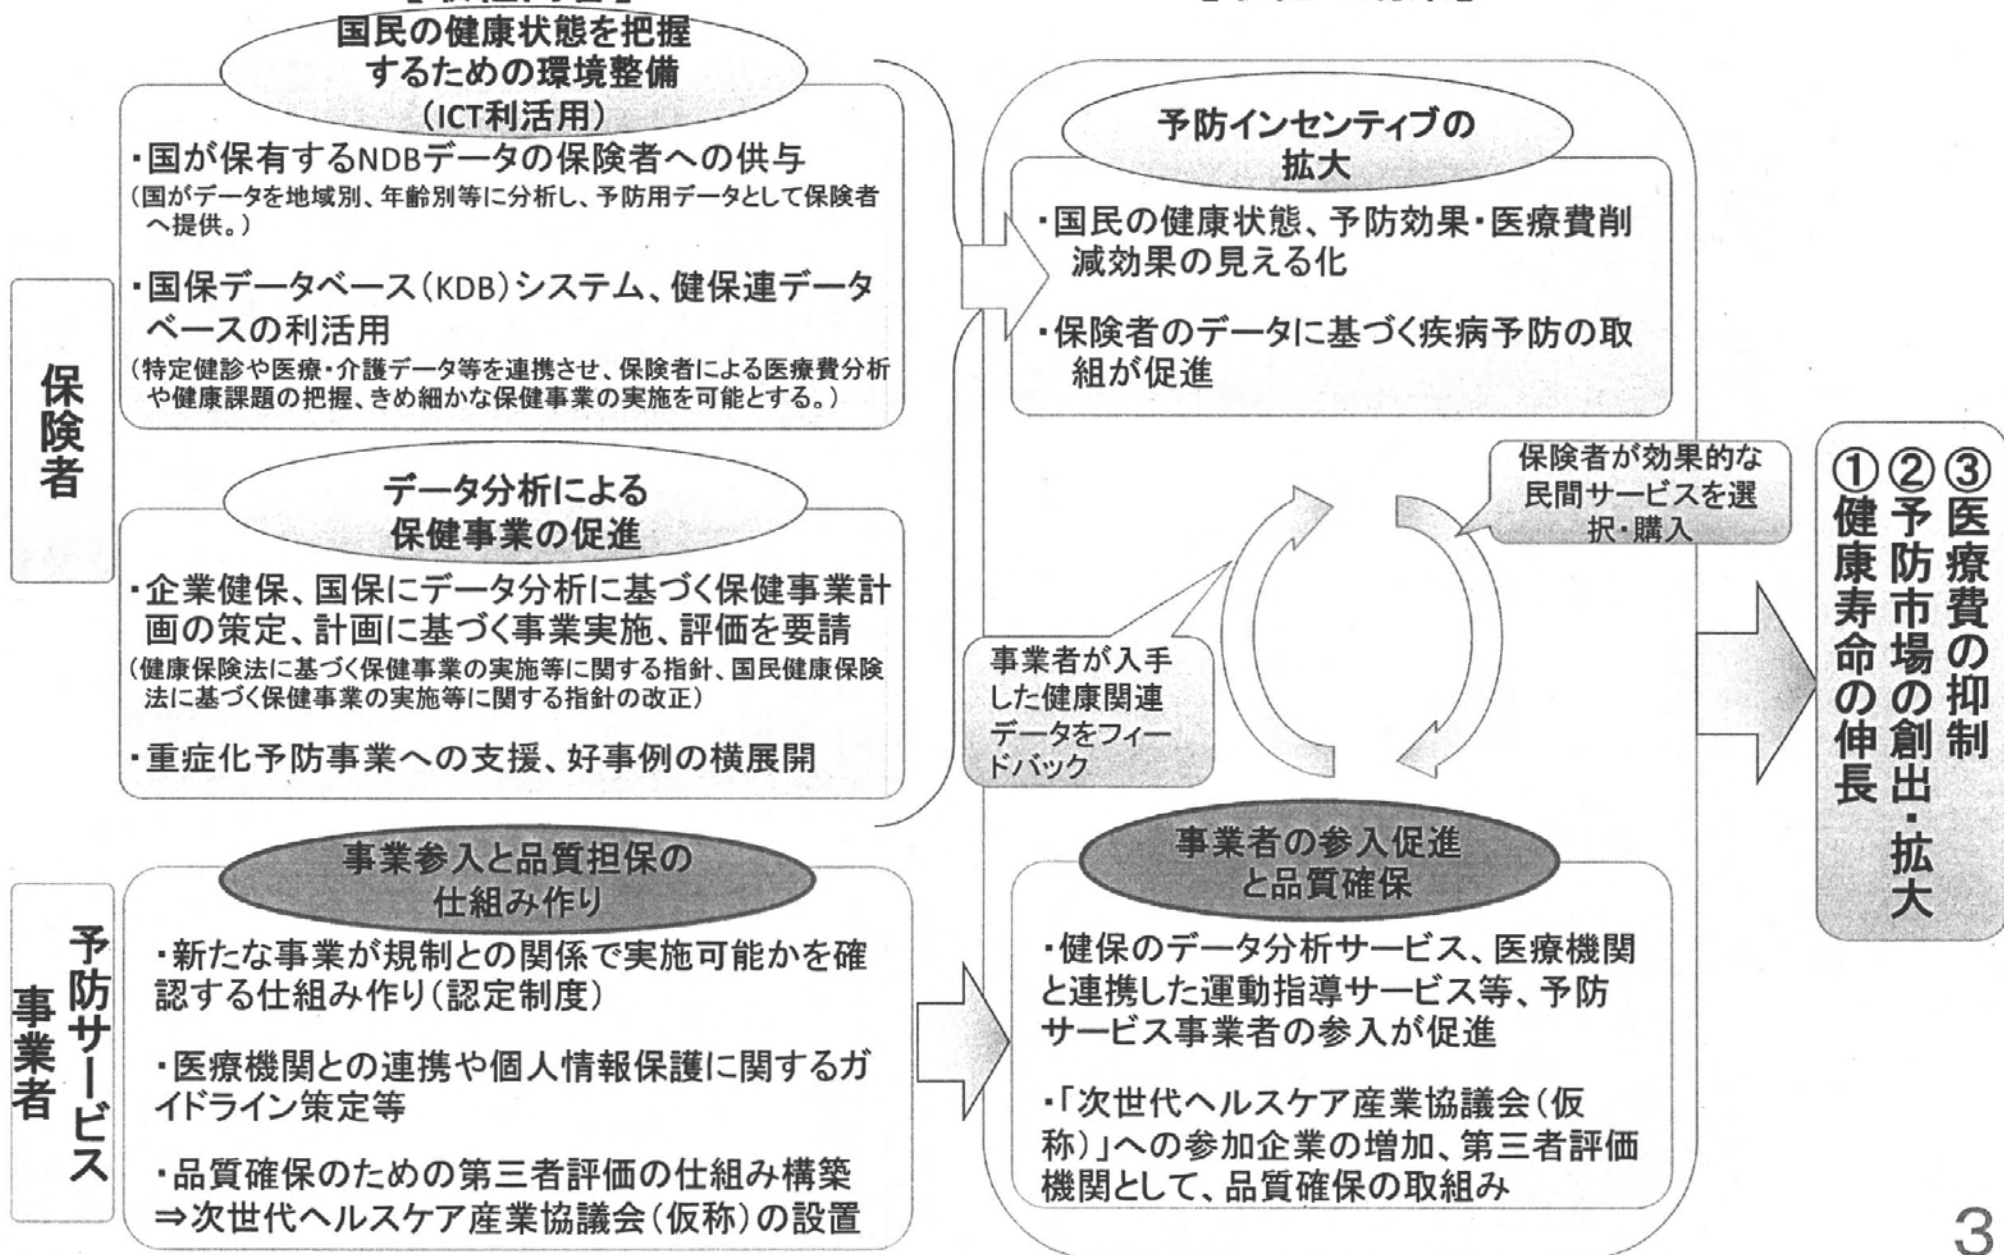 国民の健康状態を把握
するための環境整備
(ICT利活用)
・国が保有するNDBデータの保険者への供与
(国がデータを地域別、年齢別等に分析し、予防用データとして保険者
へ提供。)
・国保データベース(KDB)システム、健保連データ
ベースの利活用
(特定健診や医療・介護データ等を連携させ、保険者による医療費分析
や健康課題の把握、きめ細かな保健事業の実施を可能とする。)
保険者
データ分析による
保健事業の促進
・企業健保、国保にデータ分析に基づく保健事業計
画の策定、計画に基づく事業実施、評価を要請
(健康保険法に基づく保健事業の実施等に関する指針、国民健康保険
法に基づく保健事業の実施等に関する指針の改正)
・重症化予防事業への支援、好事例の横展開
予防サービス
事業者
事業参入と品質担保の
仕組み作り
・新たな事業が規制との関係で実施可能かを確
認する仕組み作り(認定制度)
・医療機関との連携や個人情報保護に関するガ
イドライン策定等
・品質確保のための第三者評価の仕組み構築
⇒次世代ヘルスケア産業協議会(仮称)の設置
予防インセンティブの
拡大
・国民の健康状態、予防効果・医療費削
減効果の見える化
・保険者のデータに基づく疾病予防の取
組が促進
保険者が効果的な
民間サービスを選
択・購入
事業者が入手
した健康関連
データをフィー
ドバック
事業者の参入促進
と品質確保
・健保のデータ分析サービス、医療機関
と連携した運動指導サービス等、予防
サービス事業者の参入が促進
・「次世代ヘルスケア産業協議会(仮
称)」への参加企業の増加、第三者評価
機関として、品質確保の取組み
①健康寿命の伸長
②予防市場の創出・拡大
③医療費の抑制
3